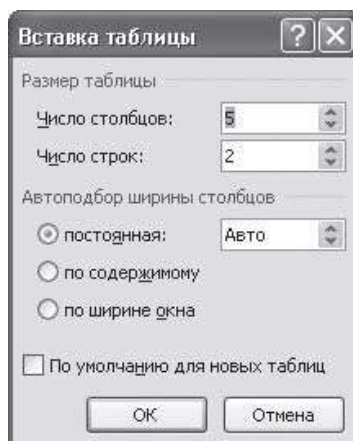 Вставка таблицы
Размер таблицы
Число столбцов: 5
Число строк: 2
Автоподбор ширины столбцов
постоянная: Авто
по содержимому
по ширине окна
По умолчанию для новых таблиц
ОК Отмена